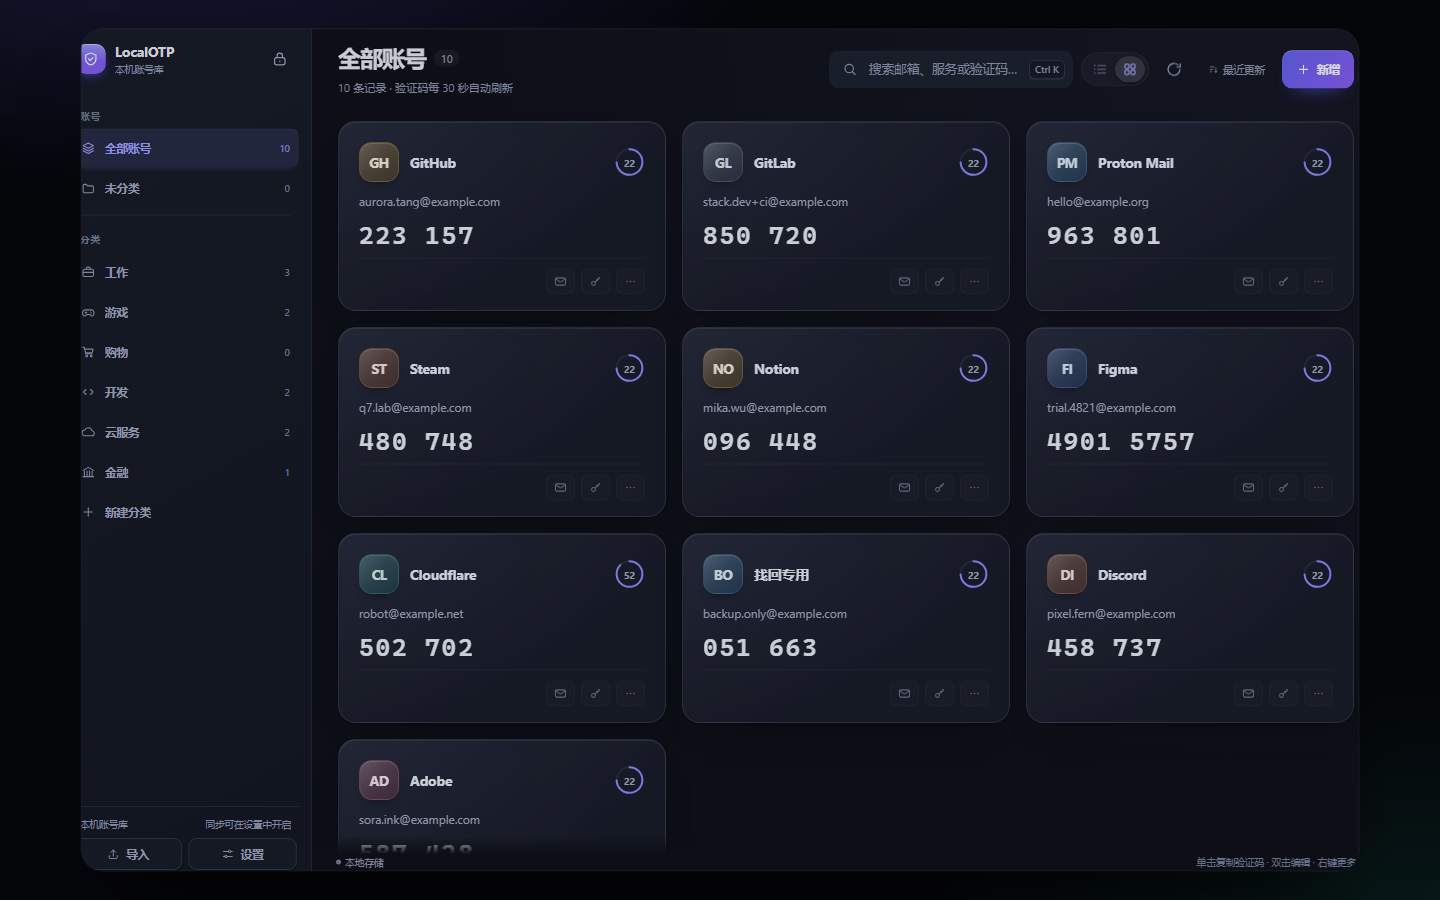 LocalOTP
本机账号库
账号
全部账号 10
未分类 0
分类
工作 3
游戏 2
购物 0
开发 2
云服务 2
金融 1
新建分类
本机账号库 同步可在设置中开启
导入 设置
全部账号 10
10 条记录 · 验证码每 30 秒自动刷新
搜索邮箱、服务或验证码... Ctrl K
最近更新
新增
GH GitHub 22
aurora.tang@example.com
223 157
GL GitLab 22
stack.dev+ci@example.com
850 720
PM Proton Mail 22
hello@example.org
963 801
ST Steam 22
q7.lab@example.com
480 748
NO Notion 22
mika.wu@example.com
096 448
FI Figma 22
trial.4821@example.com
4901 5757
CL Cloudflare 52
robot@example.net
502 702
BO 找回专用 22
backup.only@example.com
051 663
DI Discord 22
pixel.fern@example.com
458 737
AD Adobe 22
sora.ink@example.com
本地存储
单击复制验证码 · 双击编辑 · 右键更多